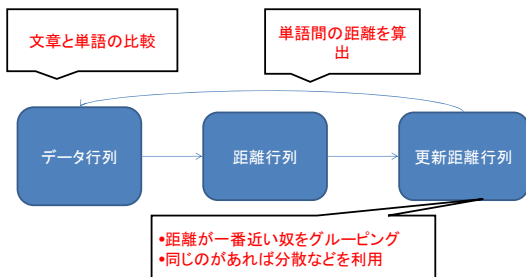 文章と単語の比較
単語間の距離を算
出
データ行列
距離行列
更新距離行列
•距離が一番近い奴をグルーピング
•同じのがあれば分散などを利用